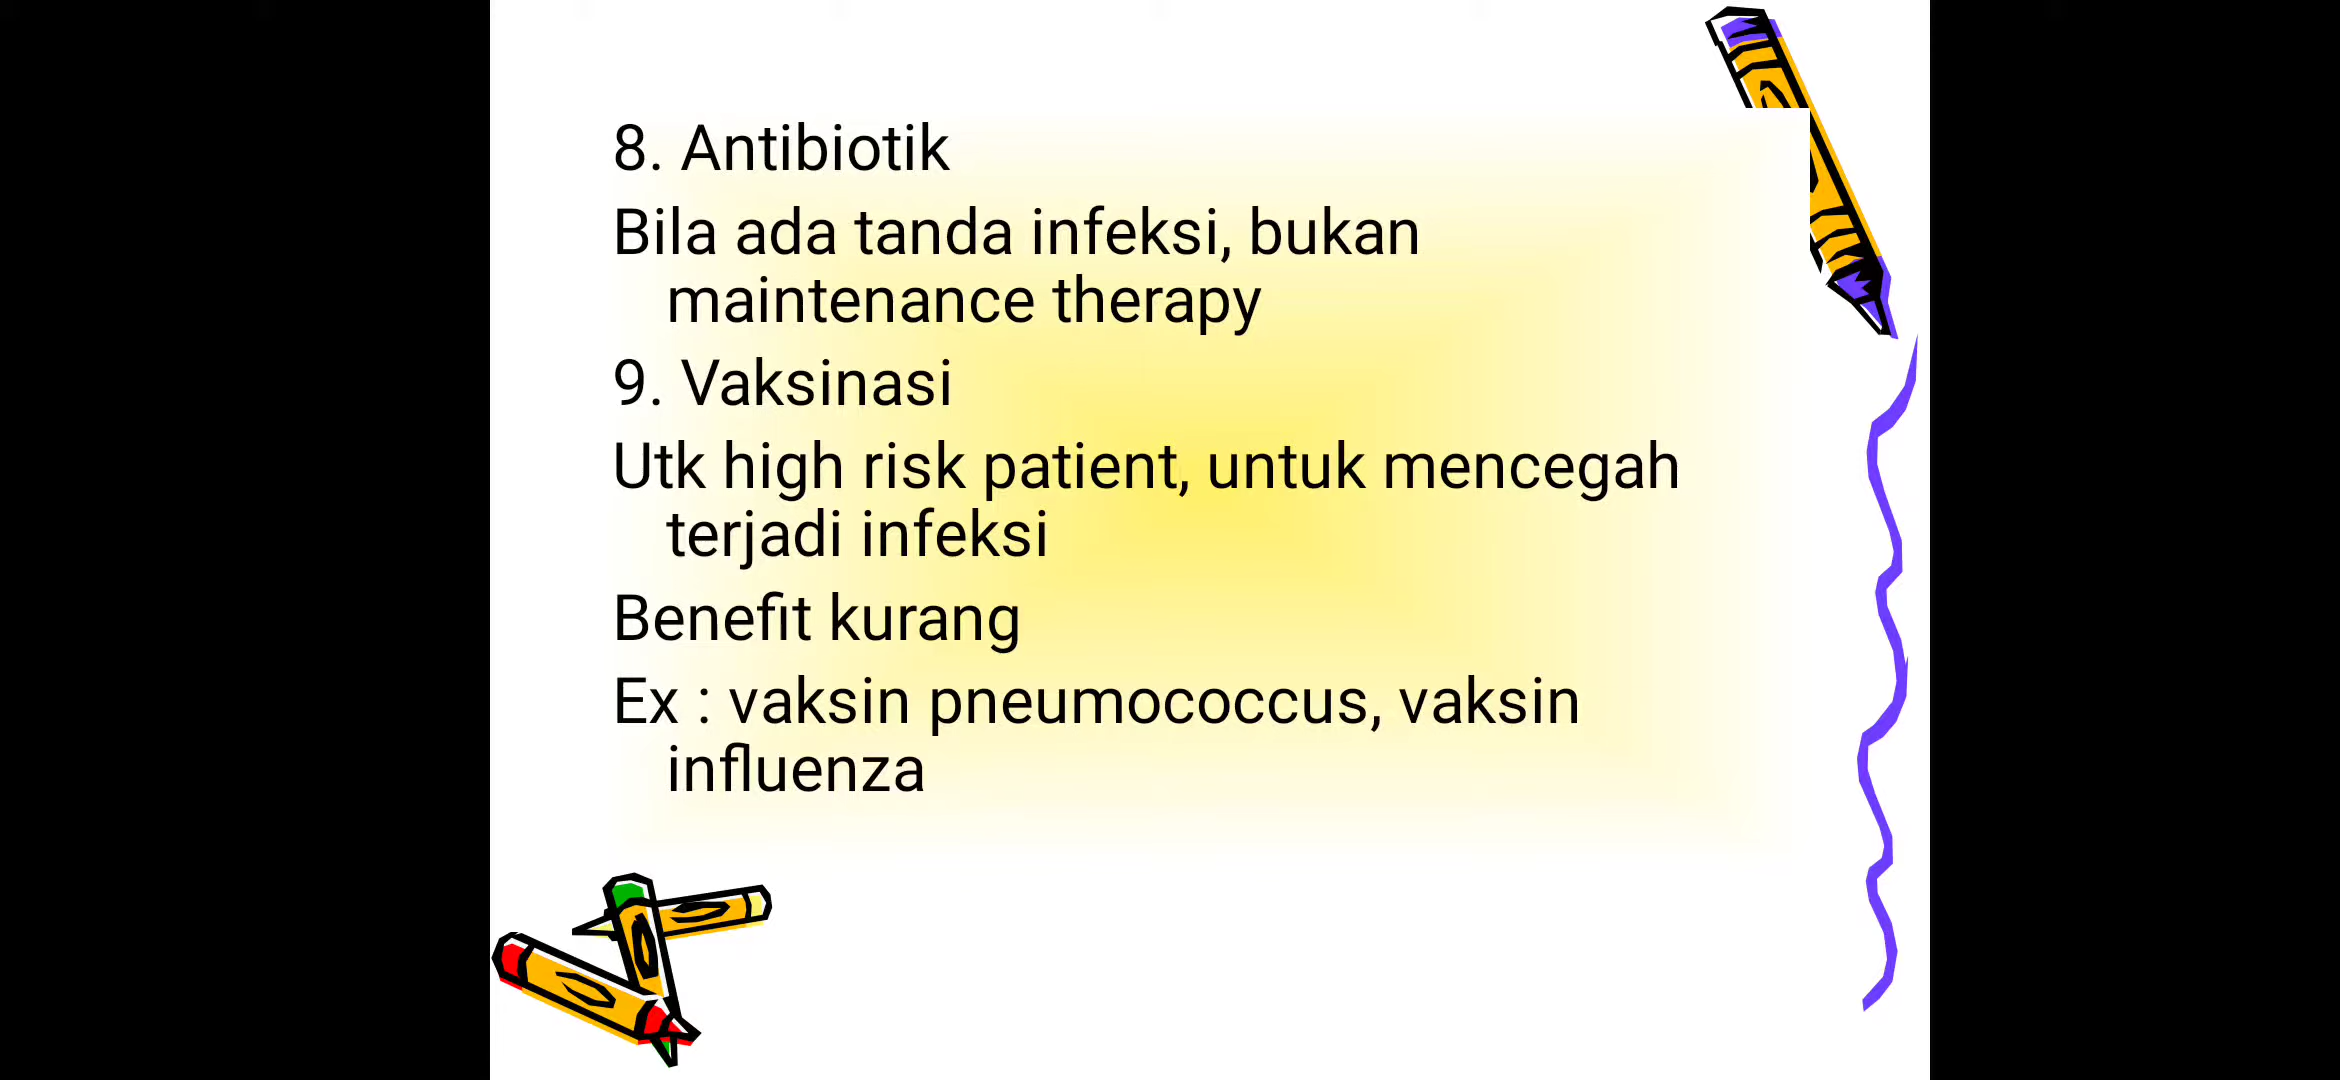 8. Antibiotik
Bila ada tanda infeksi, bukan
maintenance therapy
9. Vaksinasi
Utk high risk patient, untuk mencegah
terjadi infeksi
Benefit kurang
Ex : vaksin pneumococcus, vaksin
influenza